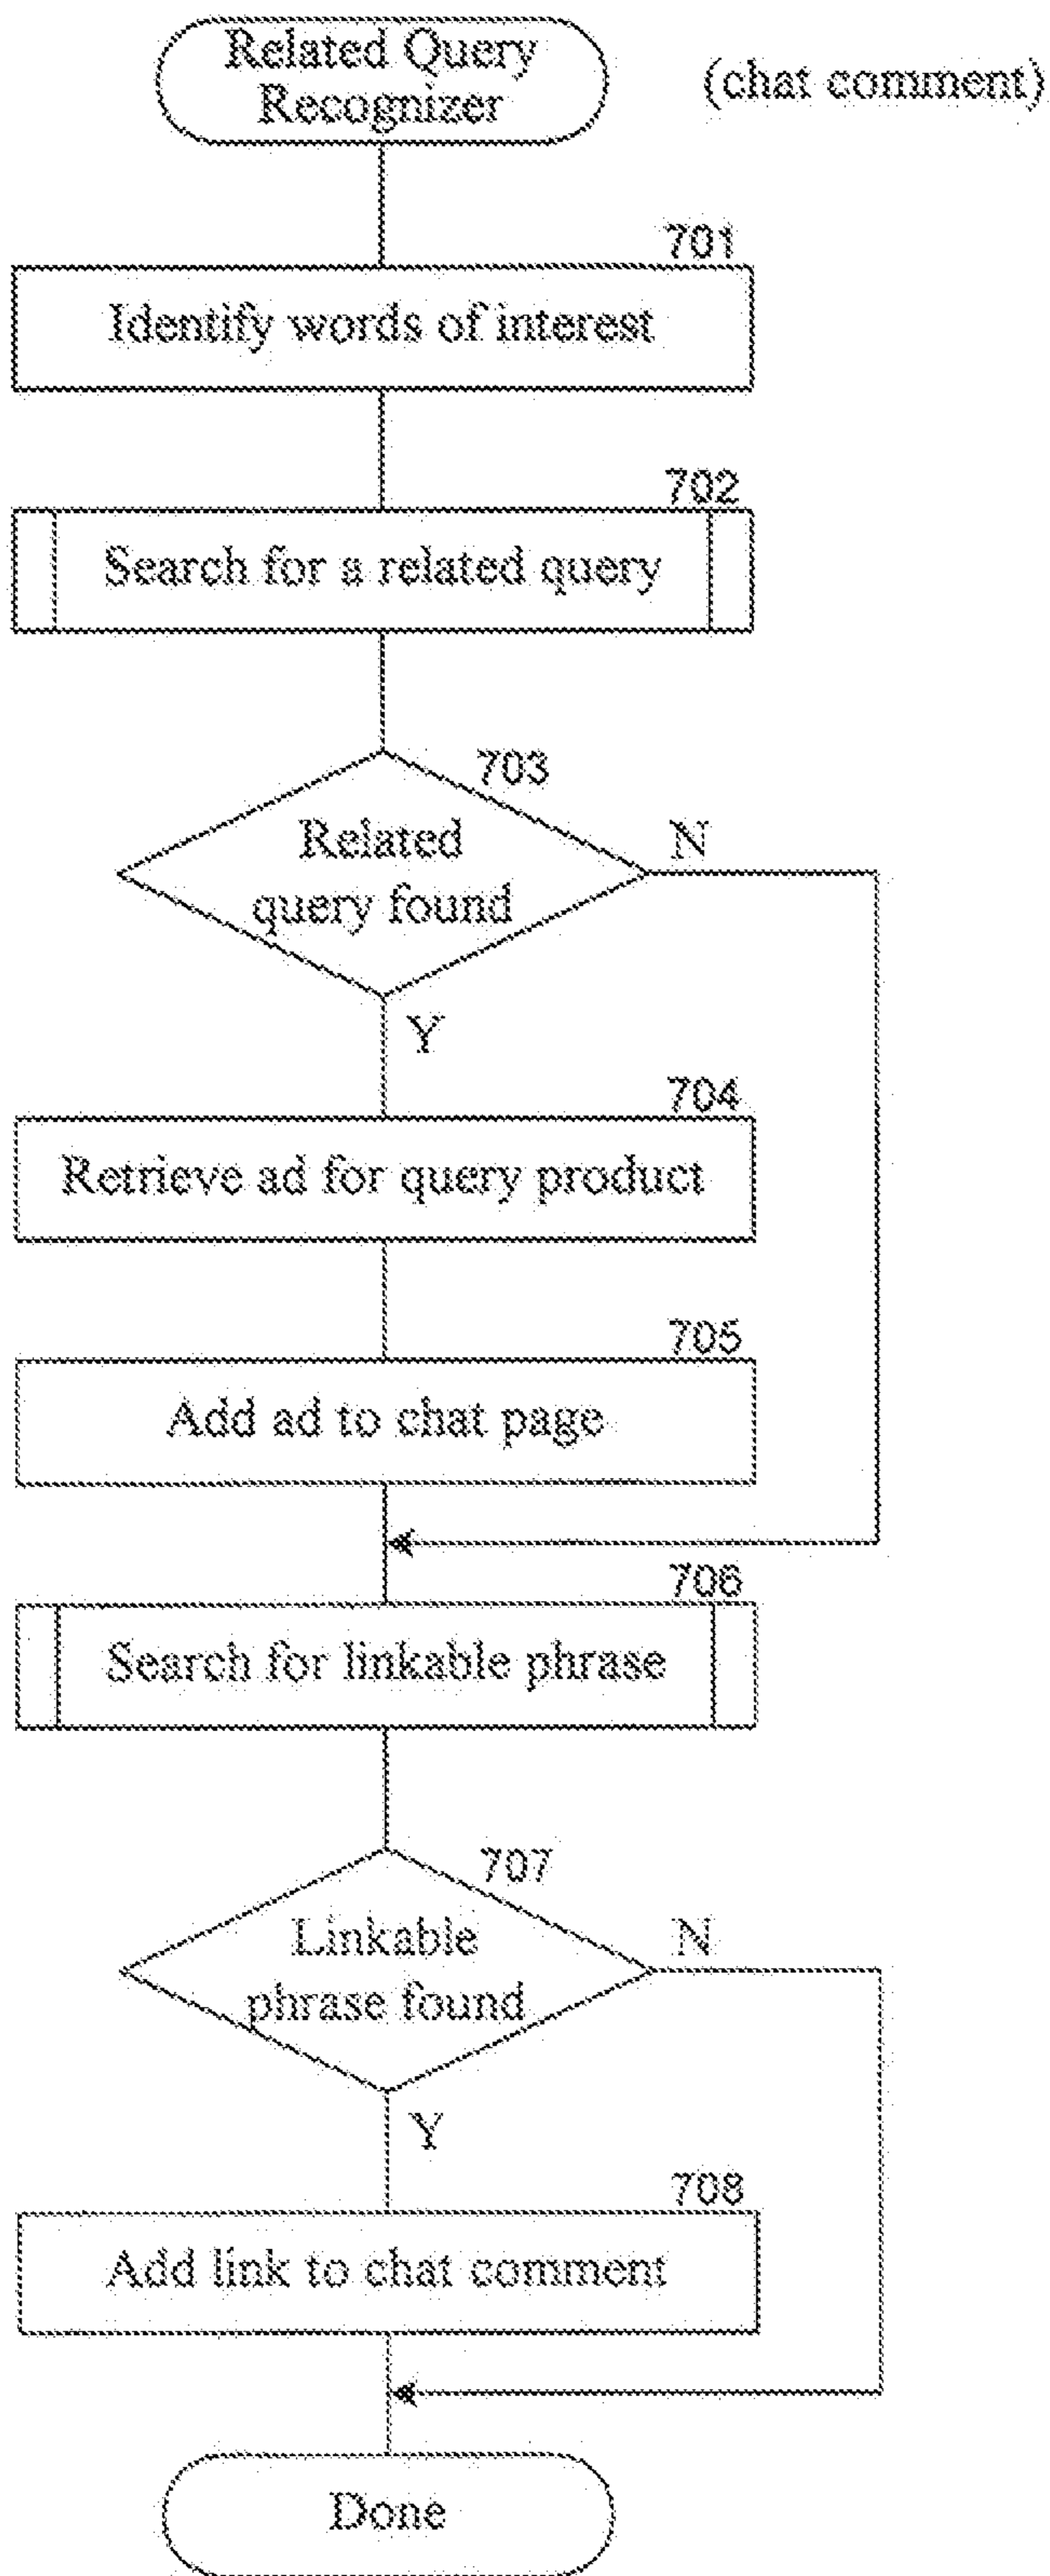 Related Query
Recognizer
(chat comment)
701
Identify words of interest
702
Search for a related query
703
Related
query found
N
Y
704
Retrieve ad for query product
705
Add ad to chat page
706
Search for linkable phrase
707
Linkable
phrase found
N
Y
708
Add link to chat comment
Done